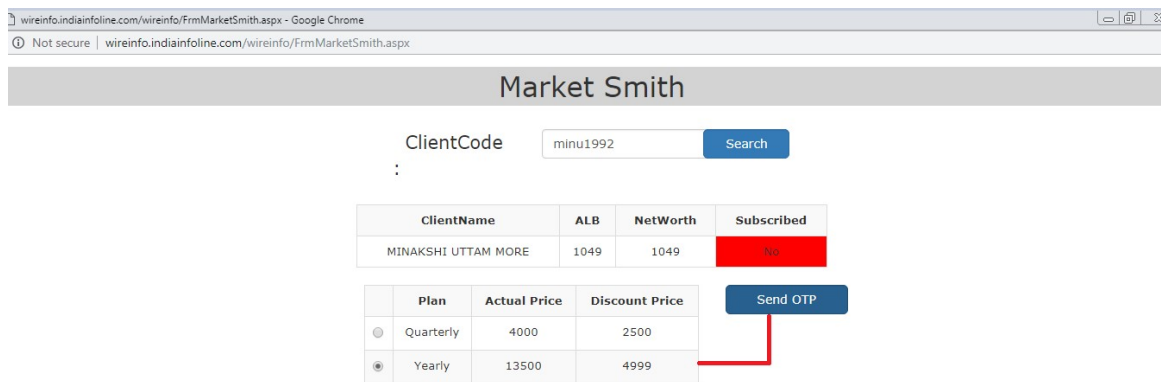 wireinfo.indiainfoline.com/wireinfo/FrmMarketSmith.aspx - Google Chrome
Not secure | wireinfo.indiainfoline.com/wireinfo/FrmMarketSmith.aspx
Market Smith
ClientCode minu1992 Search
:
ClientName ALB NetWorth Subscribed
MINAKSHI UTTAM MORE 1049 1049 No
Plan Actual Price Discount Price Send OTP
Quarterly 4000 2500
Yearly 13500 4999